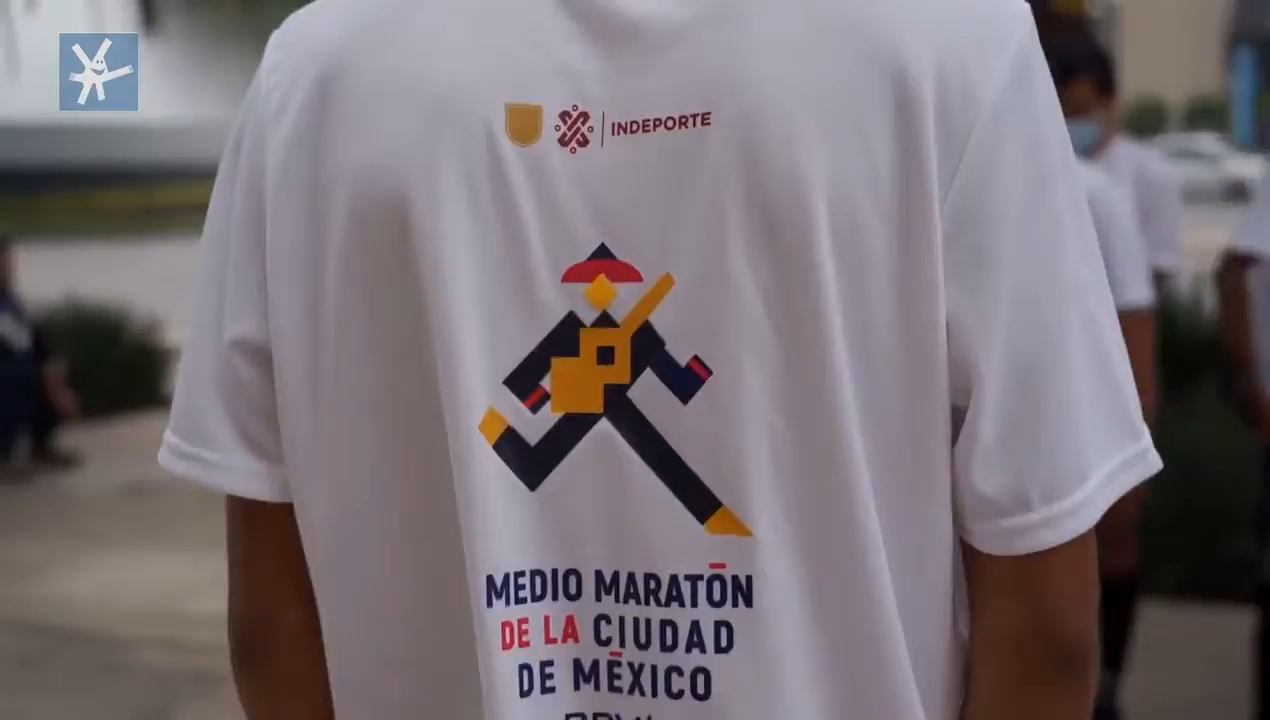 INDEPORTE
MEDIO MARATÓN
DE LA CIUDAD
DE MÉXICO